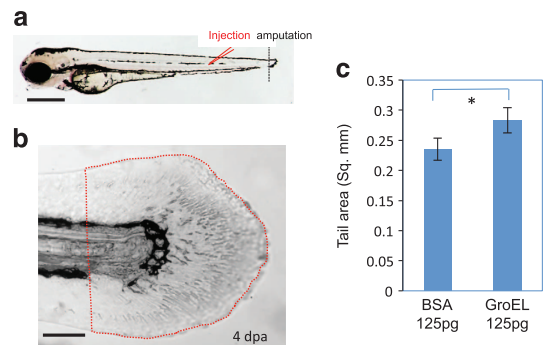 a
Injection amputation
b
4 dpa
c
Tail area (Sq. mm)
0.35
0.3
0.25
0.2
0.15
0.1
0.05
0
*
BSA
125pg
GroEL
125pg